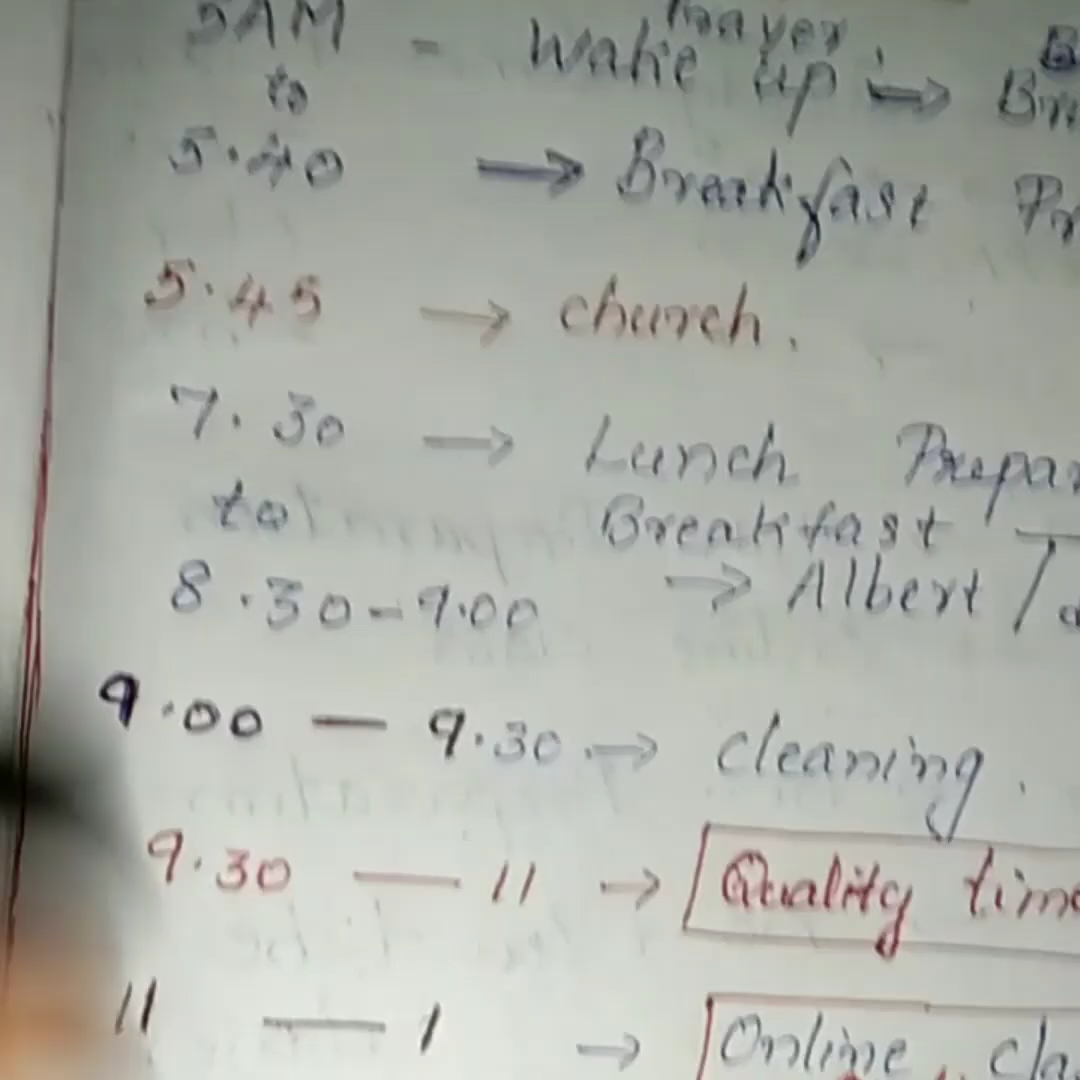 5AM - Wake up → 
Prayer
to
5.40 → Breakfast
5.45 → church.
7.30 → Lunch
to Breakfast
8.30-9.00 → Albert /
9.00 — 9.30 → cleaning.
9.30 — 11 → Quality time
11 — 1 → Online